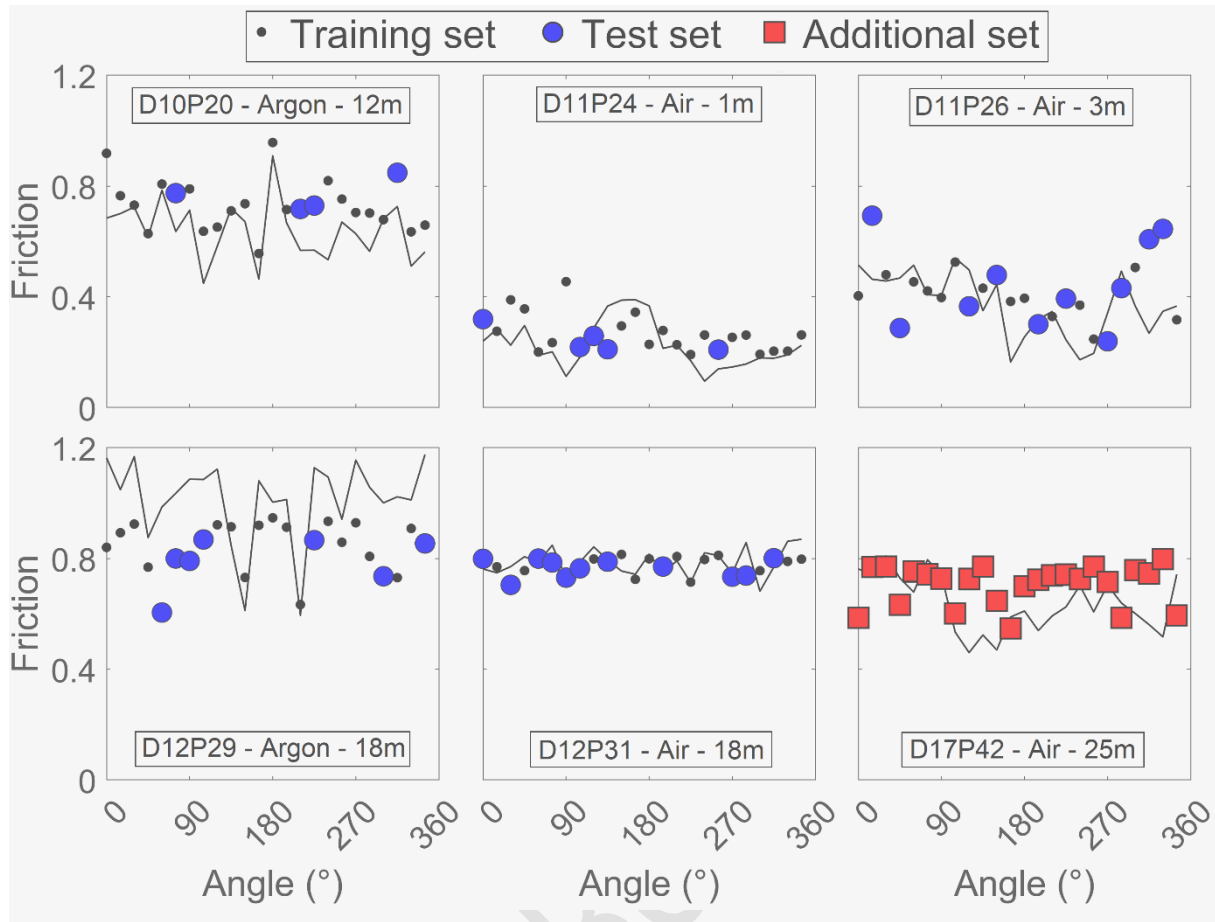 Training set Test set Additional set
1.2
0.8
0.4
0
Friction
D10P20 - Argon - 12m
D11P24 - Air - 1m
D11P26 - Air - 3m
1.2
0.8
0.4
0
Friction
D12P29 - Argon - 18m
D12P31 - Air - 18m
D17P42 - Air - 25m
0 90 180 270 360 0 90 180 270 360 0 90 180 270 360
Angle (°) Angle (°) Angle (°)